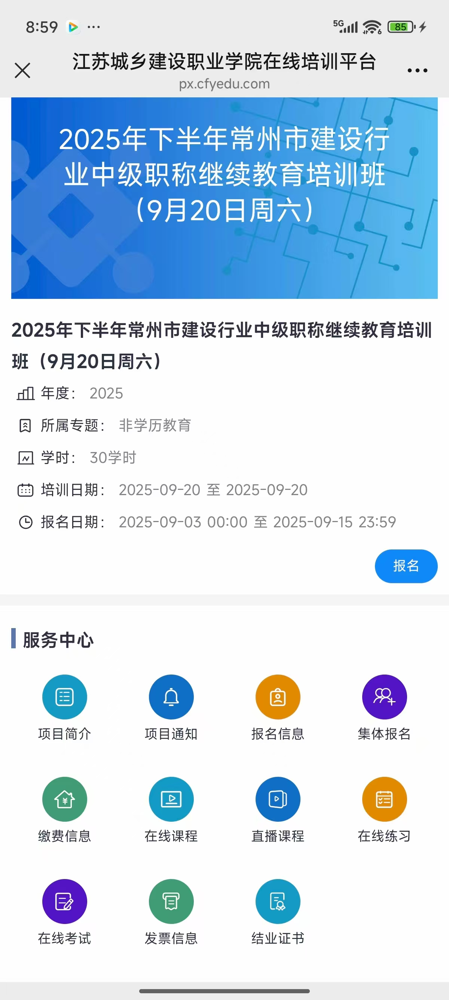 8:59
5G
6
85
江苏城乡建设职业学院在线培训平台
px.cfyedu.com
2025年下半年常州市建设行
业中级职称继续教育培训班
（9月20日周六）
2025年下半年常州市建设行业中级职称继续教育培训
班（9月20日周六）
年度： 2025
所属专题： 非学历教育
学时： 30学时
培训日期： 2025-09-20 至 2025-09-20
报名日期： 2025-09-03 00:00 至 2025-09-15 23:59
报名
服务中心
项目简介 项目通知 报名信息 集体报名
缴费信息 在线课程 直播课程 在线练习
在线考试 发票信息 结业证书